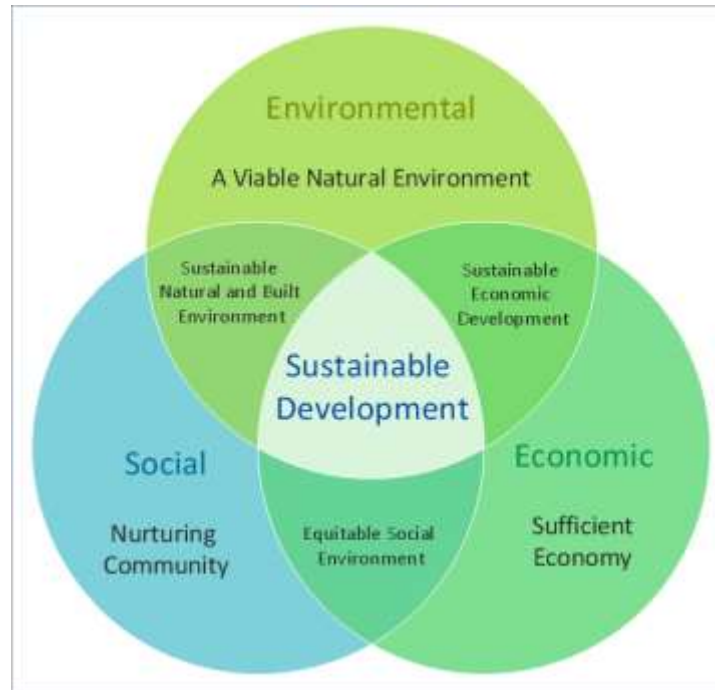 Environmental
A Viable Natural Environment
Sustainable
Natural and Built
Environment
Sustainable
Economic
Development
Sustainable
Development
Social
Nurturing
Community
Economic
Sufficient
Economy
Equitable Social
Environment